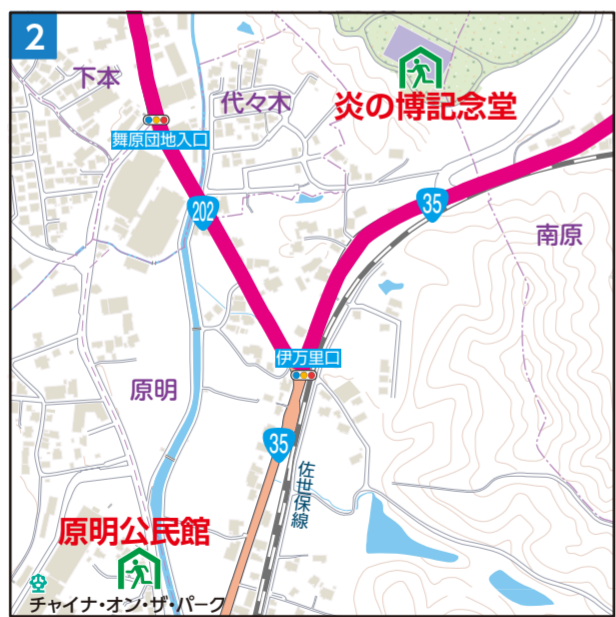 2
下本
代々木
炎の博記念堂
舞原団地入口
202
35
南原
伊万里口
原明
35
佐世保線
原明公民館
チャイナ・オン・ザ・パーク